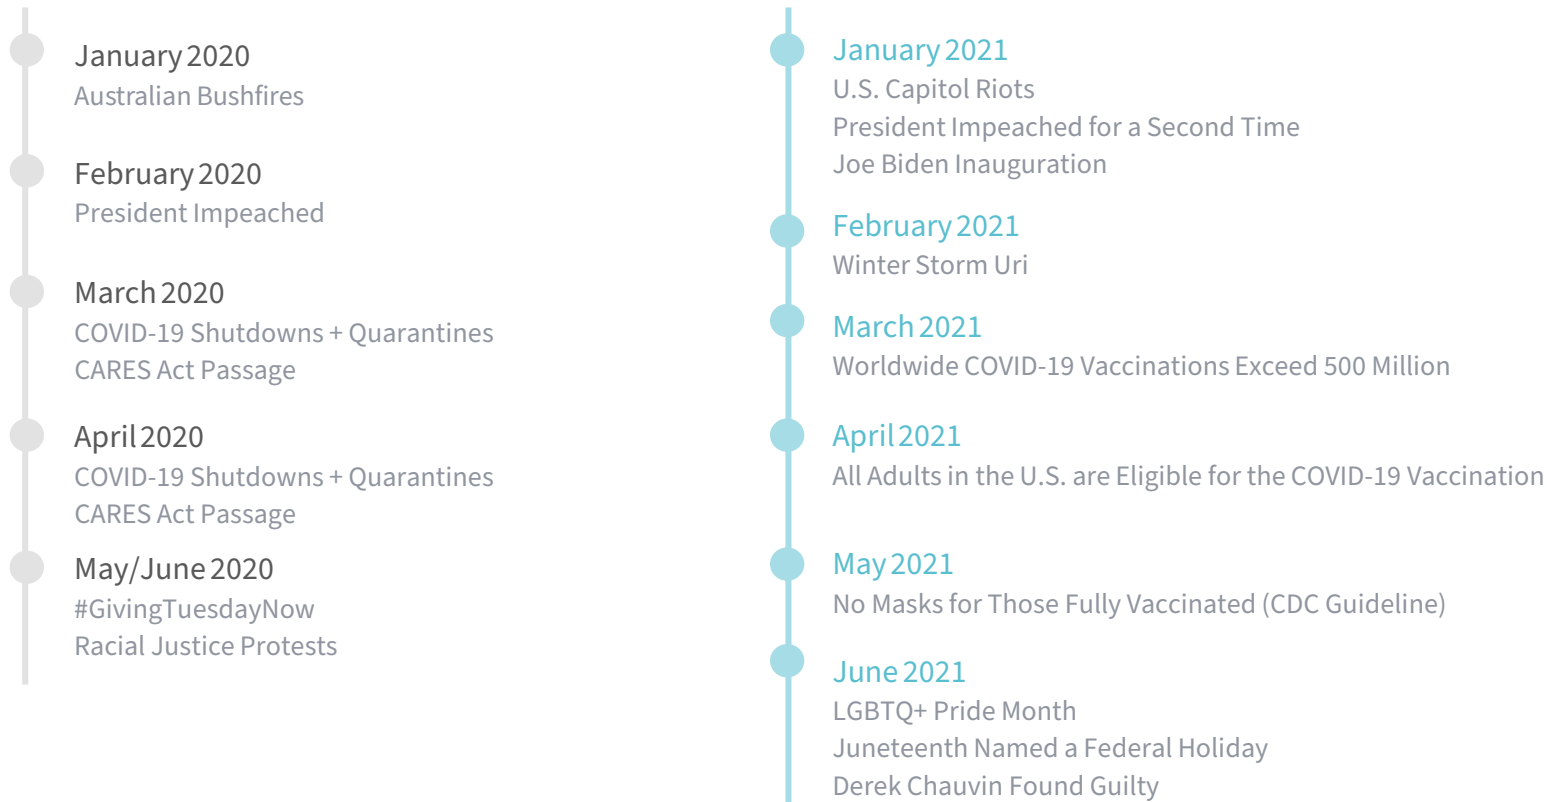 January 2020
Australian Bushfires
February 2020
President Impeached
March 2020
COVID-19 Shutdowns + Quarantines
CARES Act Passage
April 2020
COVID-19 Shutdowns + Quarantines
CARES Act Passage
May/June 2020
#GivingTuesdayNow
Racial Justice Protests
January 2021
U.S. Capitol Riots
President Impeached for a Second Time
Joe Biden Inauguration
February 2021
Winter Storm Uri
March 2021
Worldwide COVID-19 Vaccinations Exceed 500 Million
April 2021
All Adults in the U.S. are Eligible for the COVID-19 Vaccination
May 2021
No Masks for Those Fully Vaccinated (CDC Guideline)
June 2021
LGBTQ+ Pride Month
Juneteenth Named a Federal Holiday
Derek Chauvin Found Guilty